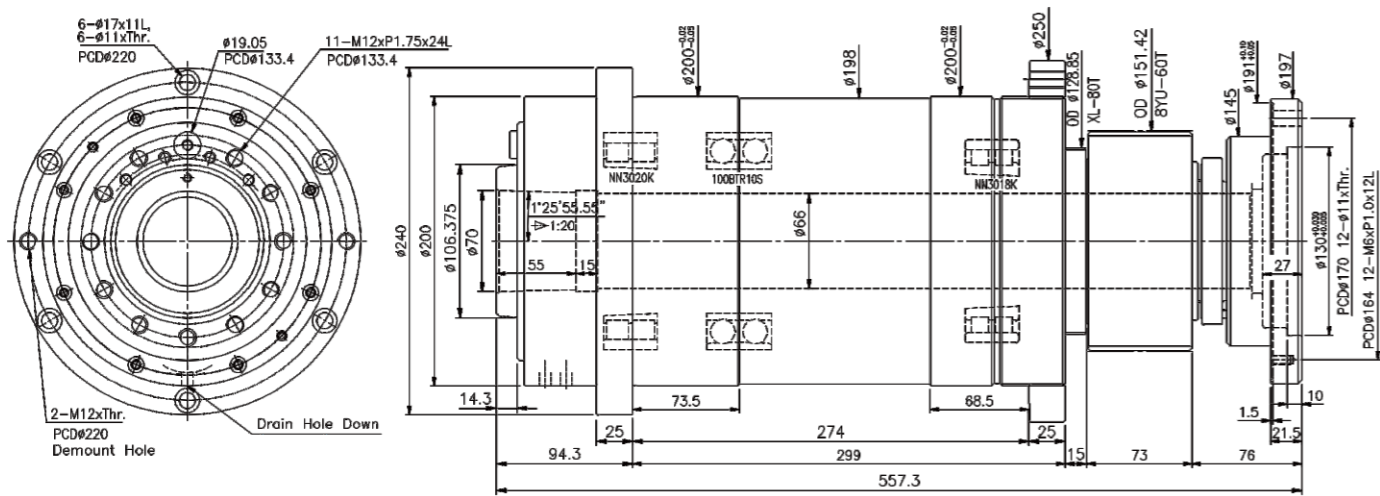 6-ø17x11L,
6-ø11xThr.
PCDø220
ø19.05
PCDø133.4
11-M12xP1.75x24L
PCDø133.4
2-M12xThr.
PCDø220
Demount Hole
Drain Hole Down
ø240
ø200
ø106.375
ø70
1°25'55.55"
1:20
55
15
14.3
25
94.3
73.5
NN3020K
100BTR10S
NN3018K
ø200
ø198
ø200
ø250
ø66
68.5
274
25
299
557.3
OD ø128.85
XL-80T
OD ø151.42
8YU-60T
ø145
ø191
ø197
27
ø130
PCDø170 12-ø11xThr.
PCDø164 12-M6xP1.0x12L
10
1.5
21.5
15
73
76